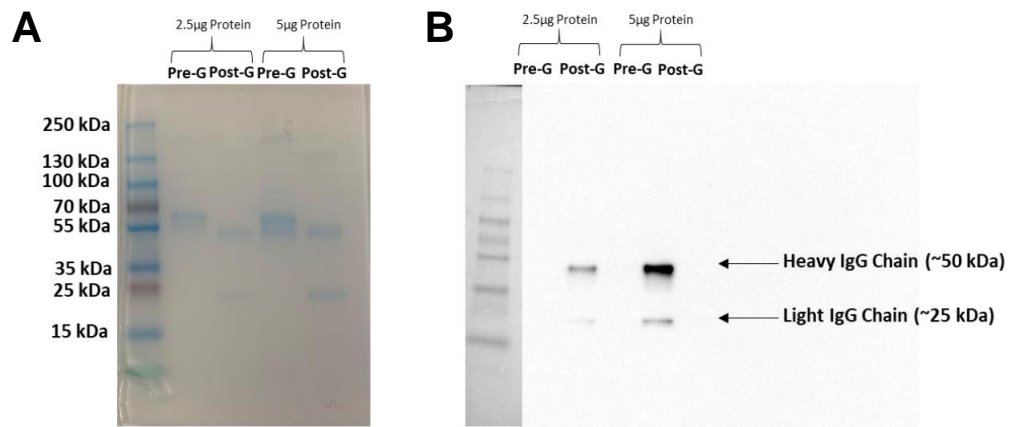 A
2.5µg Protein 5µg Protein
Pre-G Post-G Pre-G Post-G
250 kDa
130 kDa
100 kDa
70 kDa
55 kDa
35 kDa
25 kDa
15 kDa
B
2.5µg Protein 5µg Protein
Pre-G Post-G Pre-G Post-G
Heavy IgG Chain (~50 kDa)
Light IgG Chain (~25 kDa)